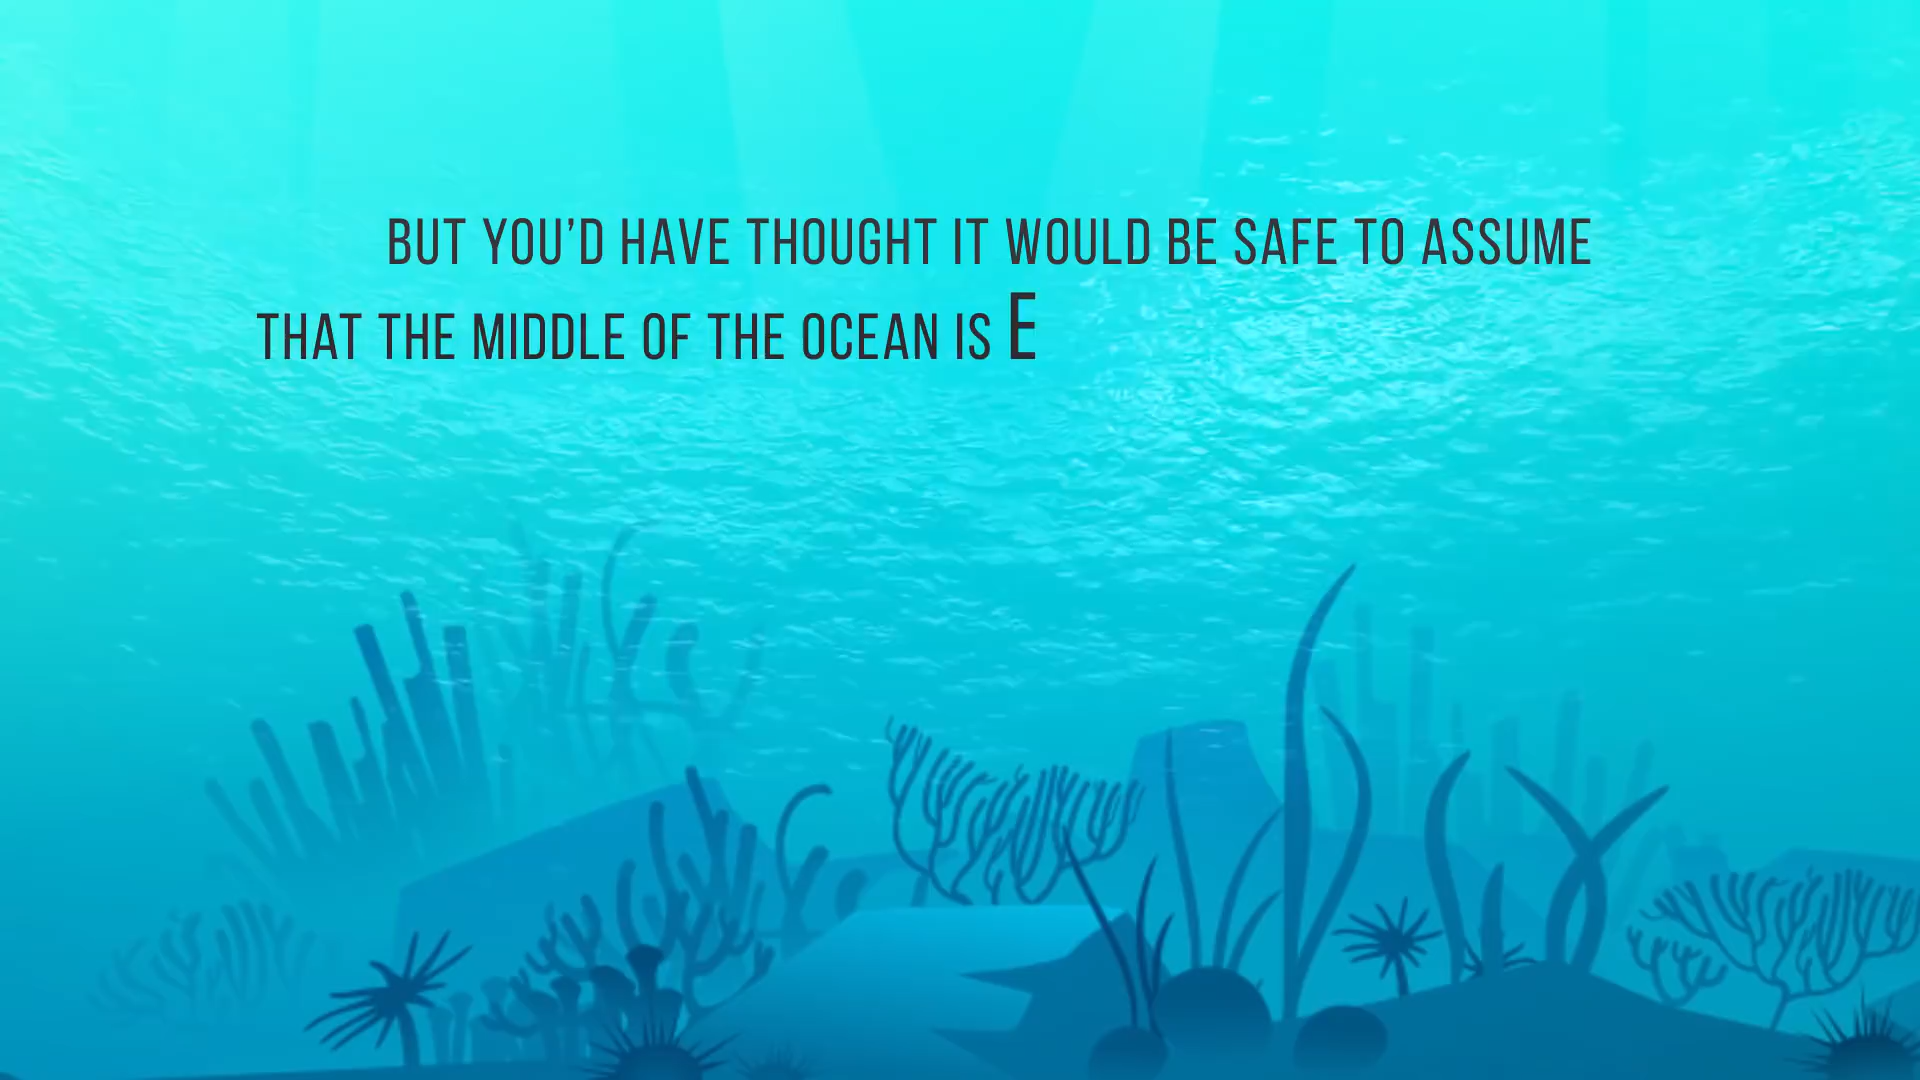 BUT YOU’D HAVE THOUGHT IT WOULD BE SAFE TO ASSUME
THAT THE MIDDLE OF THE OCEAN IS E